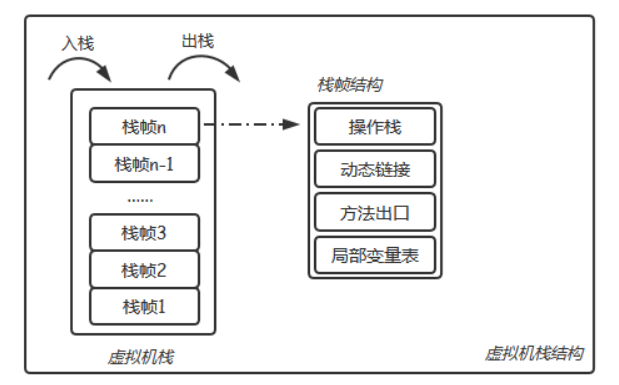 入栈
出栈
栈帧n
栈帧n-1
......
栈帧3
栈帧2
栈帧1
虚拟机栈
栈帧结构
操作栈
动态链接
方法出口
局部变量表
虚拟机栈结构